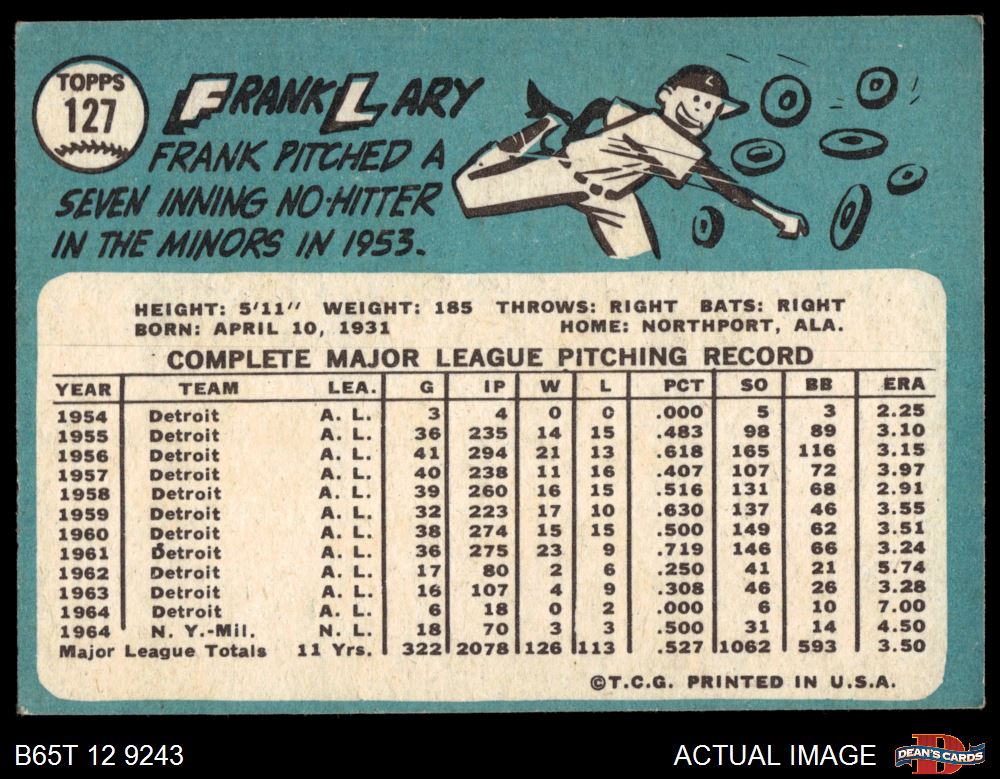 TOPPS
127
FRANK LARY
FRANK PITCHED A
SEVEN INNING NO-HITTER
IN THE MINORS IN 1953.
HEIGHT: 5'11" WEIGHT: 185 THROWS: RIGHT BATS: RIGHT
BORN: APRIL 10, 1931 HOME: NORTHPORT, ALA.
COMPLETE MAJOR LEAGUE PITCHING RECORD
YEAR TEAM LEA. G IP W L PCT SO BB ERA
1954 Detroit A. L. 3 4 0 0 .000 5 3 2.25
1955 Detroit A. L. 36 235 14 15 .483 98 89 3.10
1956 Detroit A. L. 41 294 21 13 .618 165 116 3.15
1957 Detroit A. L. 40 238 11 16 .407 107 72 3.97
1958 Detroit A. L. 39 260 16 15 .516 131 68 2.91
1959 Detroit A. L. 32 223 17 10 .630 137 46 3.55
1960 Detroit A. L. 38 274 15 15 .500 149 62 3.51
1961 Detroit A. L. 36 275 23 9 .719 146 66 3.24
1962 Detroit A. L. 17 80 2 6 .250 41 21 5.74
1963 Detroit A. L. 16 107 4 9 .308 46 26 3.28
1964 Detroit A. L. 6 18 0 2 .000 6 10 7.00
1964 N. Y.-Mil. N. L. 18 70 3 3 .500 31 14 4.50
Major League Totals 11 Yrs. 322 2078 126 113 .527 1062 593 3.50
©T.C.G. PRINTED IN U.S.A.
B65T 12 9243 ACTUAL IMAGE DEAN'S CARDS